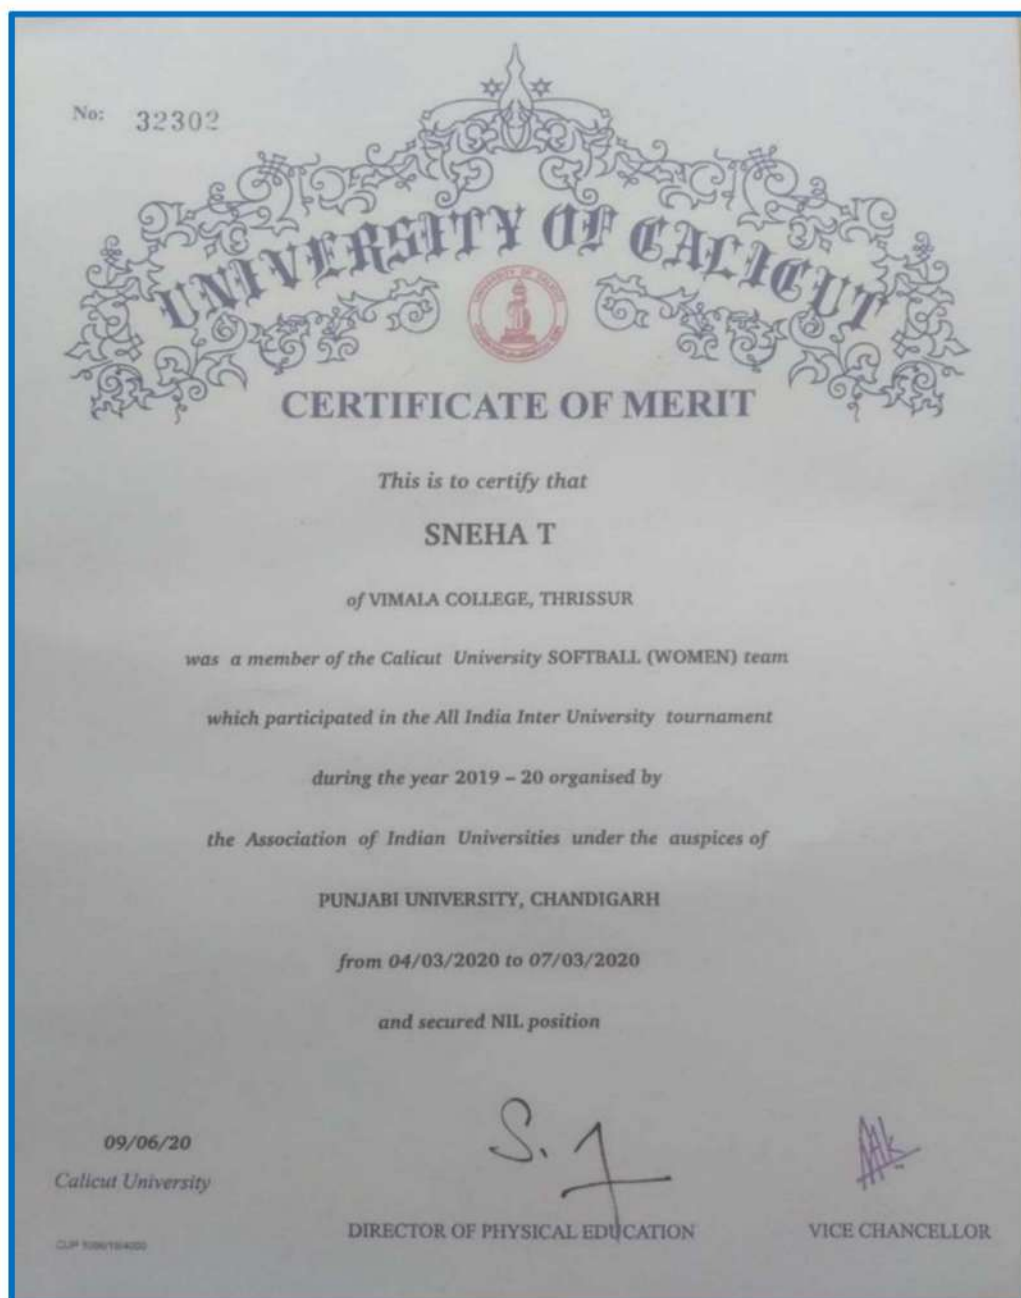 No: 32302
UNIVERSITY OF CALICUT
UNIVERSITY OF CALICUT
CERTIFICATE OF MERIT
This is to certify that
SNEHA T
of VIMALA COLLEGE, THRISSUR
was a member of the Calicut University SOFTBALL (WOMEN) team
which participated in the All India Inter University tournament
during the year 2019 – 20 organised by
the Association of Indian Universities under the auspices of
PUNJABI UNIVERSITY, CHANDIGARH
from 04/03/2020 to 07/03/2020
and secured NIL position
09/06/20
Calicut University
S.
DIRECTOR OF PHYSICAL EDUCATION
VICE CHANCELLOR